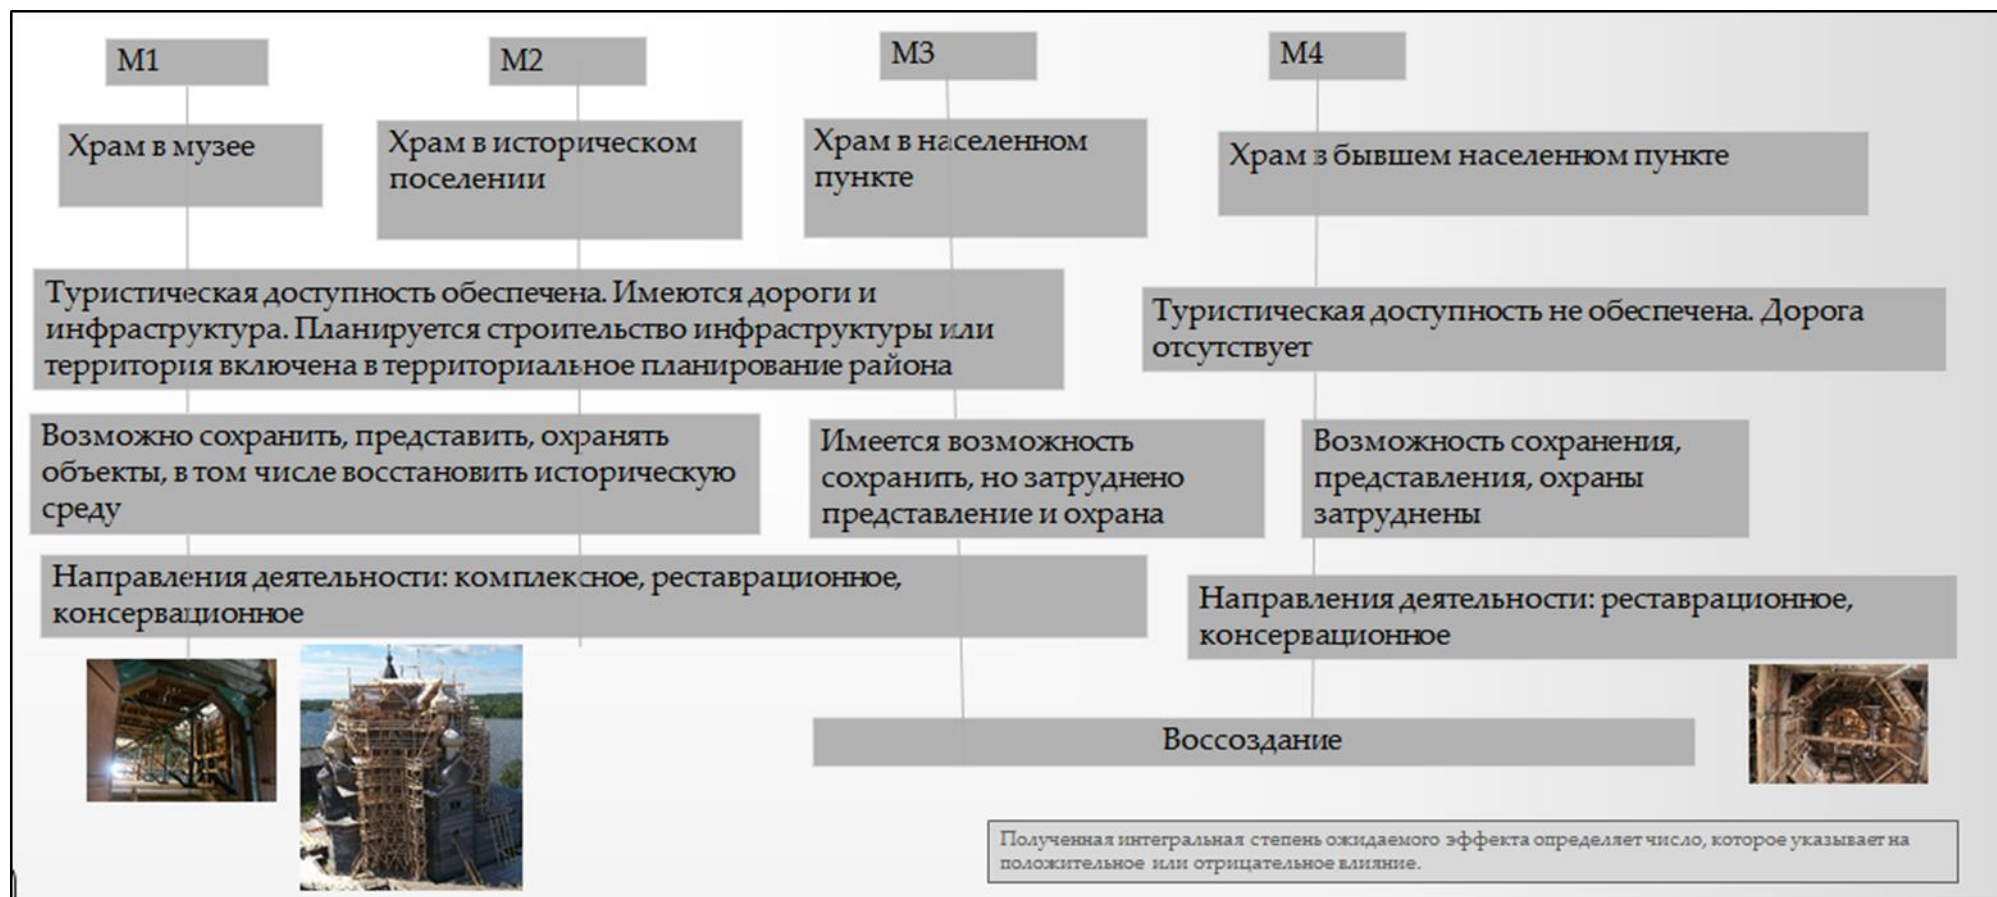 М1
М2
М3
М4
Храм в музее
Храм в историческом
поселении
Храм в населенном
пункте
Храм в бывшем населенном пункте
Туристическая доступность обеспечена. Имеются дороги и
инфраструктура. Планируется строительство инфраструктуры или
территория включена в территориальное планирование района
Туристическая доступность не обеспечена. Дорога
отсутствует
Возможно сохранить, представить, охранять
объекты, в том числе восстановить историческую
среду
Имеется возможность
сохранить, но затруднено
представление и охрана
Возможность сохранения,
представления, охраны
затруднены
Направления деятельности: комплексное, реставрационное,
консервационное
Направления деятельности: реставрационное,
консервационное
Воссоздание
Полученная интегральная степень ожидаемого эффекта определяет число, которое указывает на
положительное или отрицательное влияние.